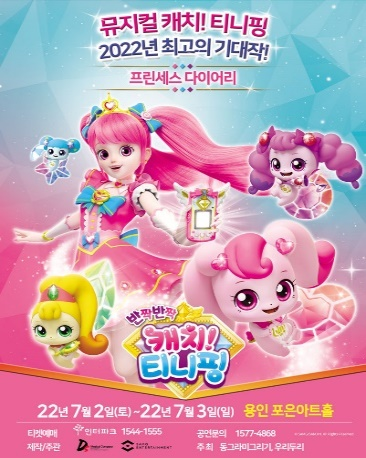 뮤지컬 캐치! 티니핑
2022년 최고의 기대작!
프린세스 다이어리
반짝반짝
캐치!
티니핑
22년 7월 2일(토) ~22년 7월 3일(일) 용인 포은아트홀
티켓예매 인터파크 1544-1555 공연문의 1577-4868
제작/주관 주최 동그라미그리기, 우리두리